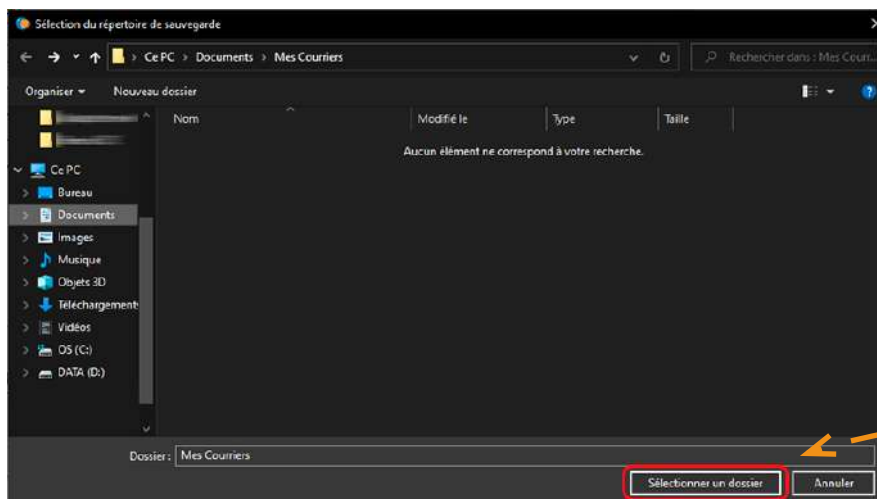 Sélection du répertoire de sauvegarde
Ce PC > Documents > Mes Courriers
Rechercher dans : Mes Courr...
Organiser
Nouveau dossier
Nom
Modifié le
Type
Taille
Aucun élément ne correspond à votre recherche.
Ce PC
Bureau
Documents
Images
Musique
Objets 3D
Téléchargements
Vidéos
OS (C:)
DATA (D:)
Dossier : Mes Courriers
Sélectionner un dossier
Annuler